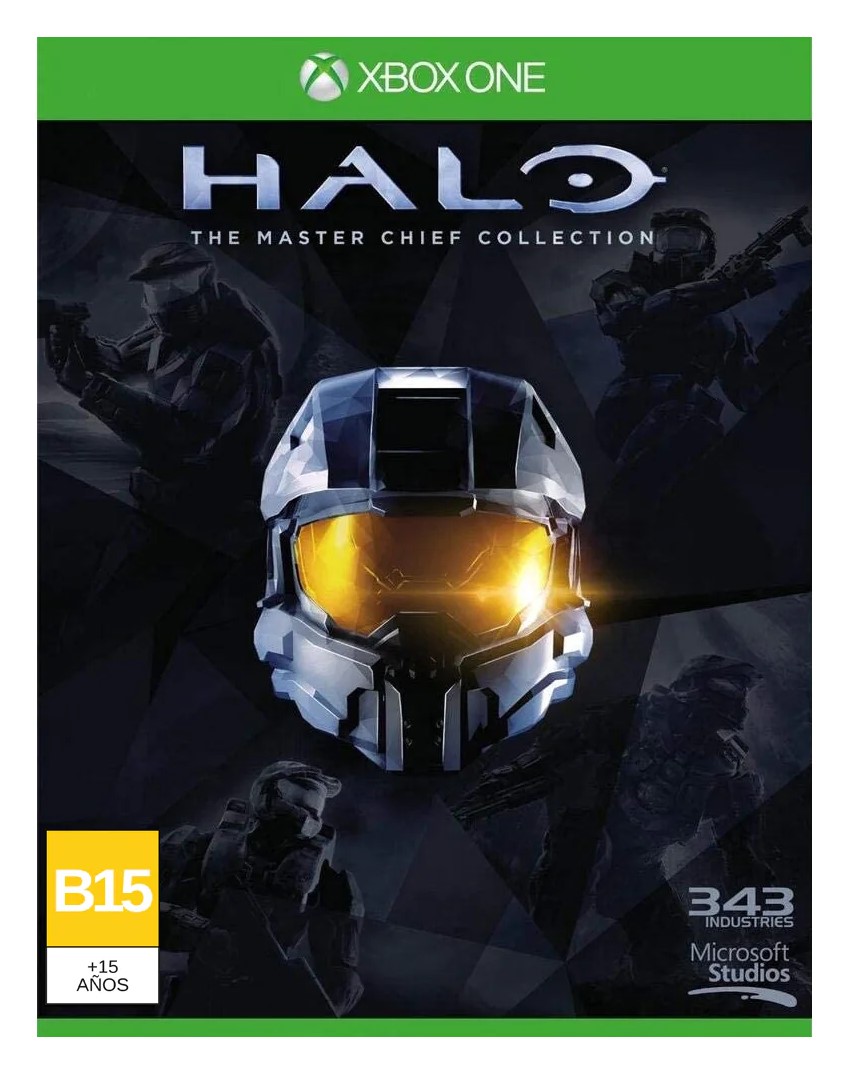 XBOX ONE
HALO
THE MASTER CHIEF COLLECTION
B15
+15
AÑOS
343
INDUSTRIES
Microsoft
Studios